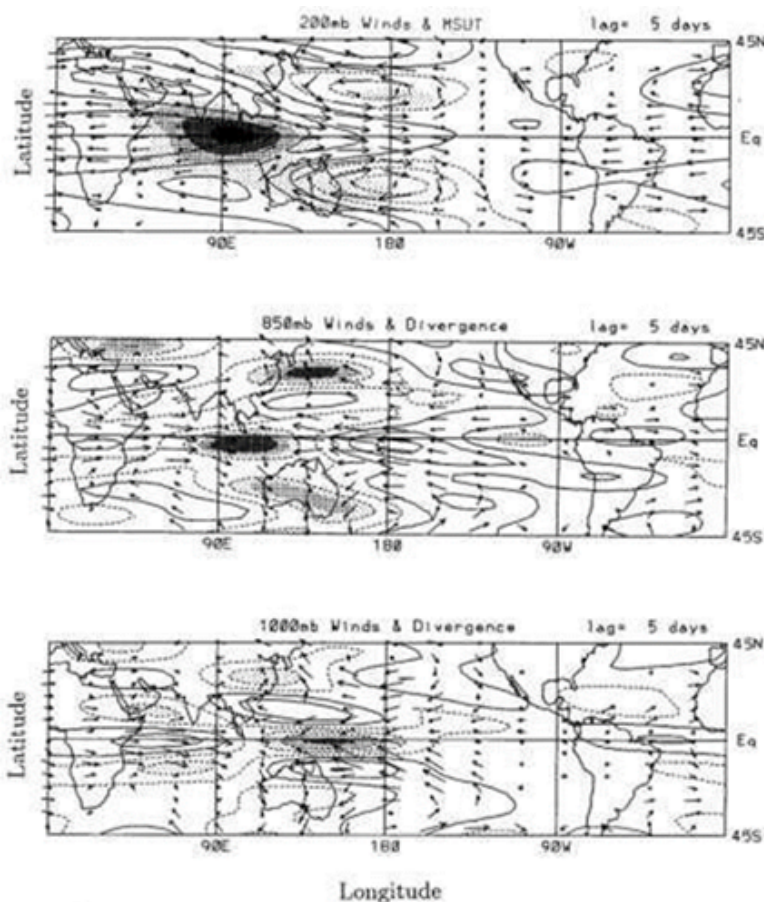 200mb Winds & MSUT lag= 5 days
45N
Latitude
Eq
45S
90E 180 90W
850mb Winds & Divergence lag= 5 days
45N
Latitude
Eq
45S
90E 180 90W
1000mb Winds & Divergence lag= 5 days
45N
Latitude
Eq
45S
90E 180 90W
Longitude